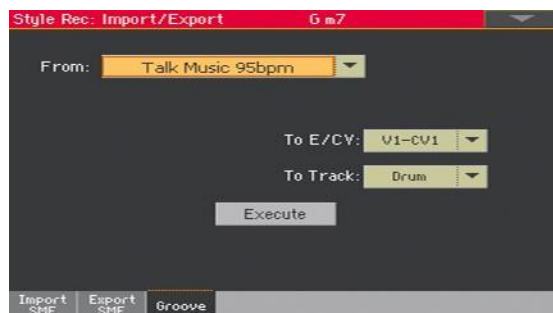 Style Rec: Import/Export G m7
From: Talk Music 95bpm
To E/CV: V1-CV1
To Track: Drum
Execute
Import SMF Export SMF Groove